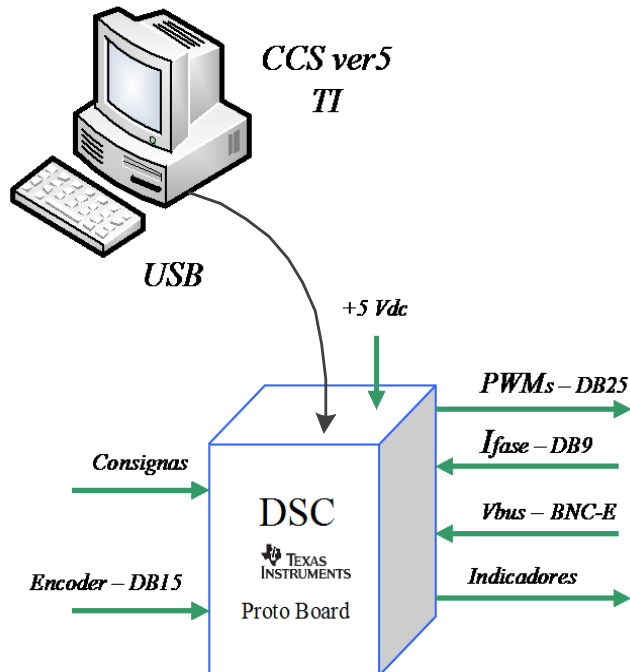 CCS ver5
TI
USB
+5 Vdc
PWMs – DB25
Ifase – DB9
Consignas
Vbus – BNC-E
DSC
TEXAS
INSTRUMENTS
Encoder – DB15
Proto Board
Indicadores